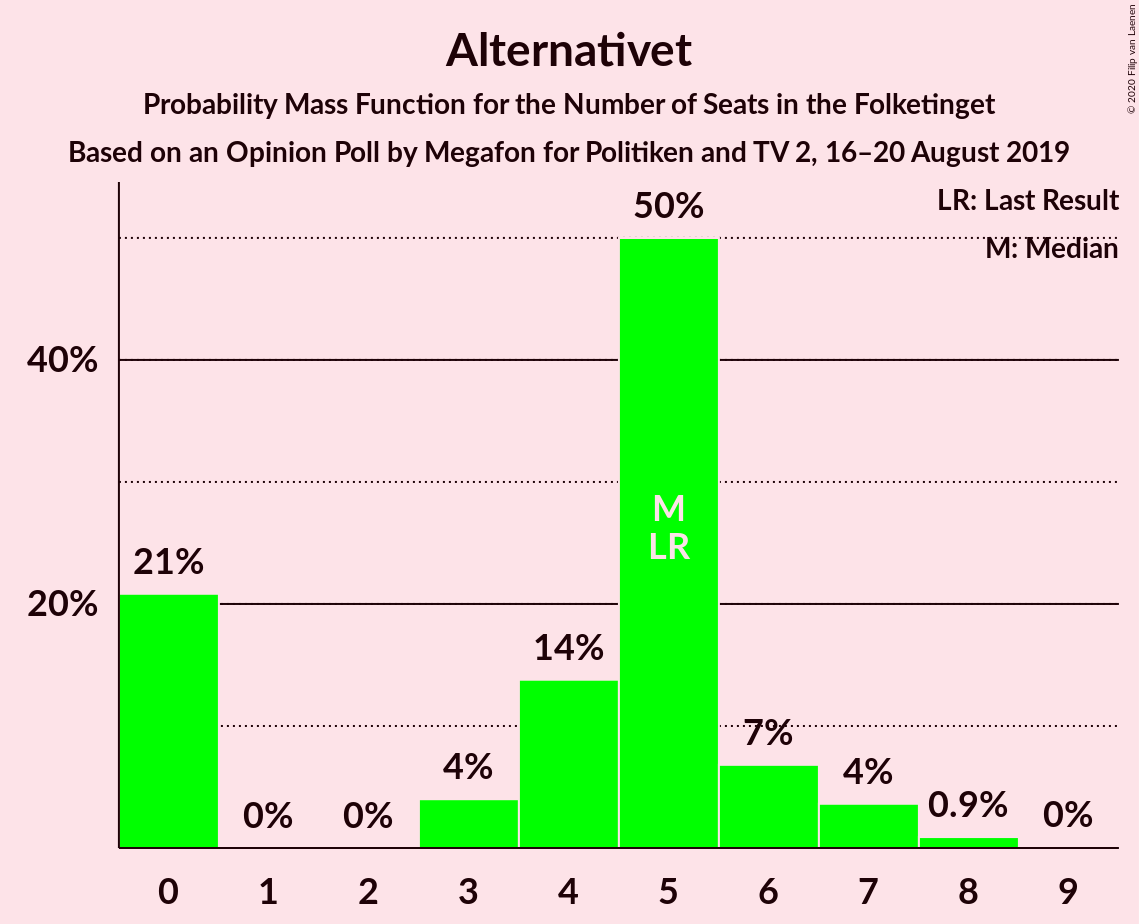 Alternativet
Probability Mass Function for the Number of Seats in the Folketinget
Based on an Opinion Poll by Megafon for Politiken and TV 2, 16–20 August 2019
© 2020 Filip van Laenen
LR: Last Result
M: Median
50%
40%
20%
21%
0%
0%
4%
14%
M
LR
7%
4%
0.9%
0%
0 1 2 3 4 5 6 7 8 9